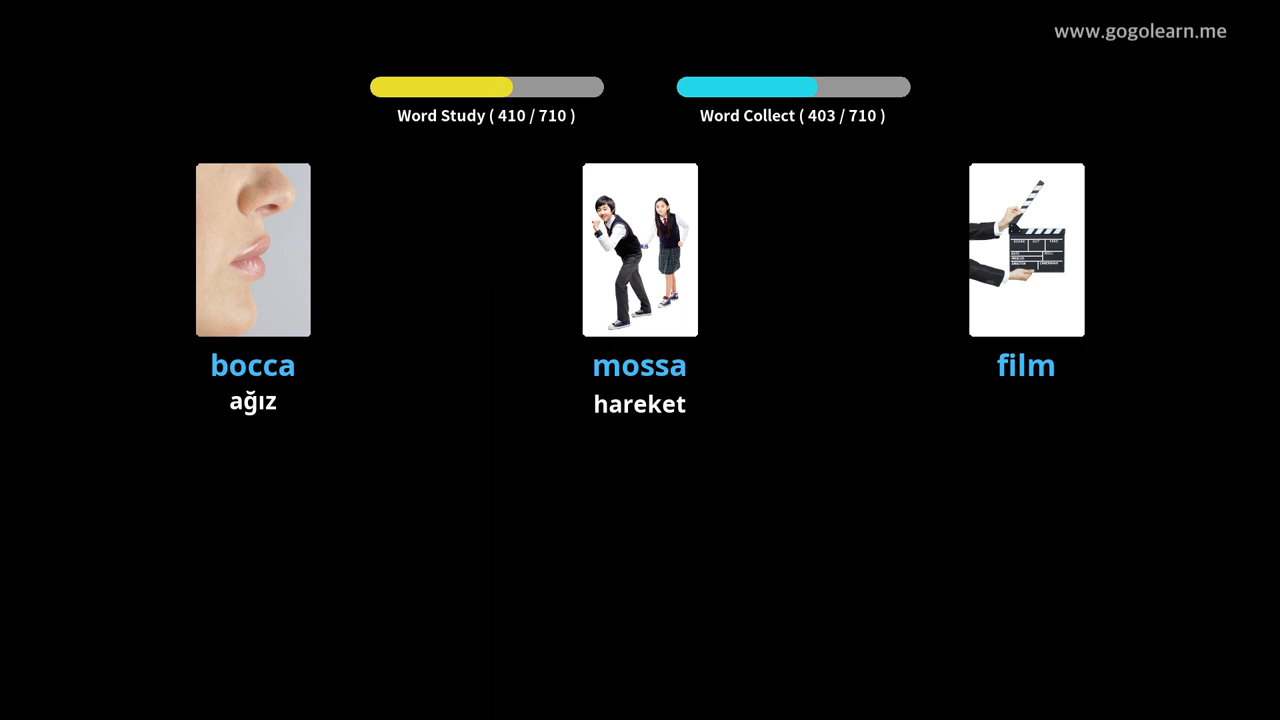 www.gogolearn.me
Word Study ( 410 / 710 )
Word Collect ( 403 / 710 )
bocca
ağız
mossa
hareket
film